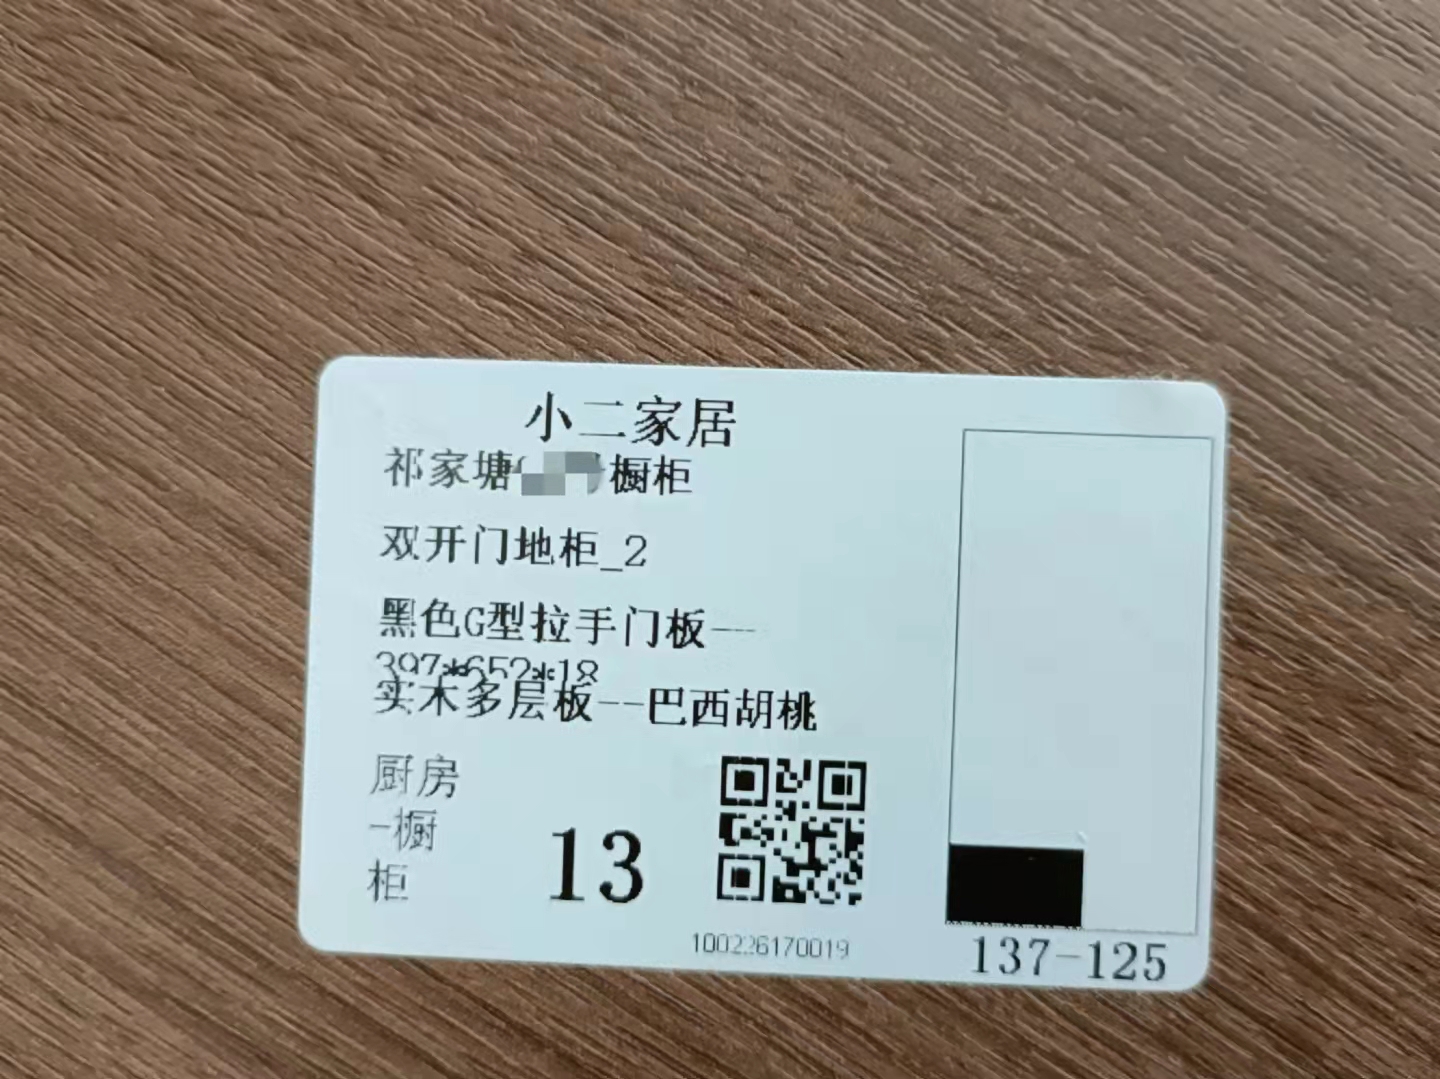 小二家居
祁家塘橱柜
双开门地柜_2
黑色G型拉手门板--
397*652*18
实木多层板--巴西胡桃
厨房
-橱
柜
13
100226170019
137-125